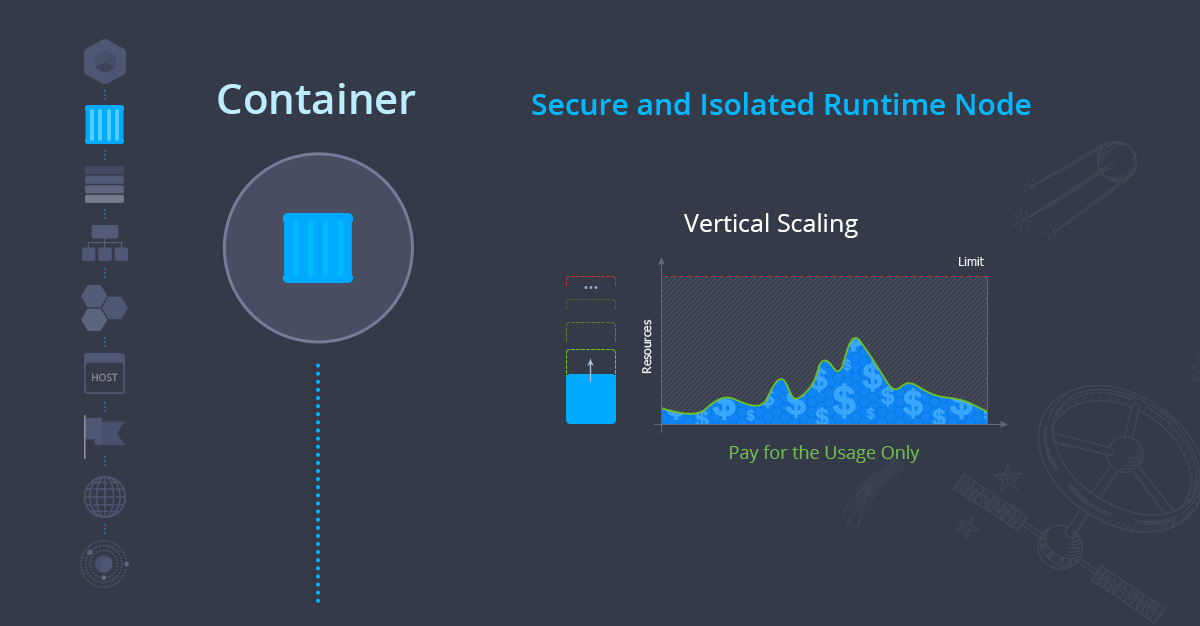 Container
Secure and Isolated Runtime Node
Vertical Scaling
Limit
...
Resources
HOST
Pay for the Usage Only